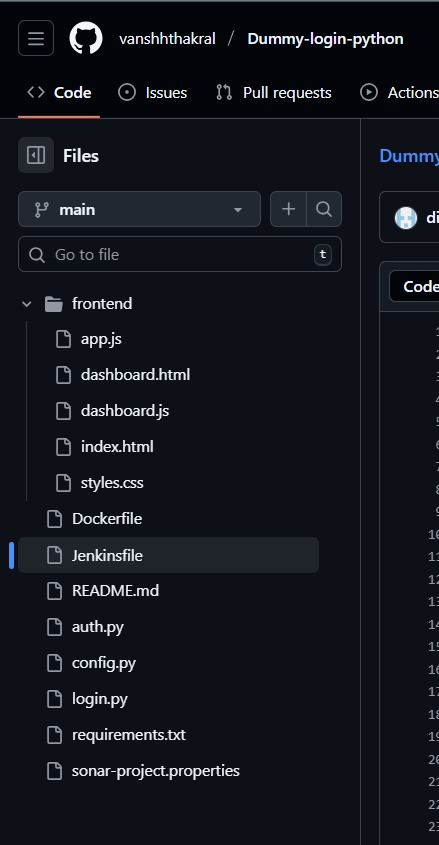 vanshhthakral / Dummy-login-python
Code Issues Pull requests Actions
Files
main
Go to file t
frontend
app.js
dashboard.html
dashboard.js
index.html
styles.css
Dockerfile
Jenkinsfile
README.md
auth.py
config.py
login.py
requirements.txt
sonar-project.properties
Dummy
di
Code
1
2
3
4
5
6
7
8
9
10
11
12
13
14
15
16
17
18
19
20
21
22
23